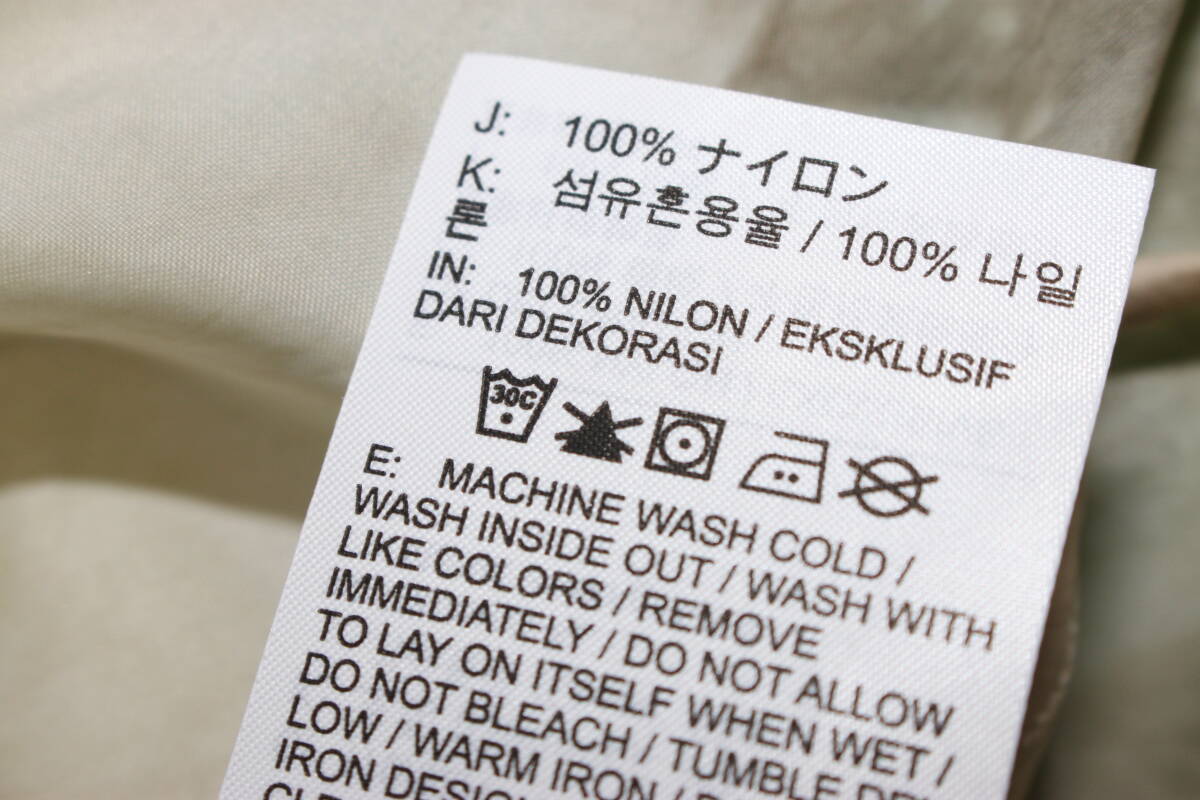 J: 100% ナイロン
K: 섬유혼용율 / 100% 나일
론
IN: 100% NILON / EKSKLUSIF
DARI DEKORASI
30C
E: MACHINE WASH COLD /
WASH INSIDE OUT / WASH WITH
LIKE COLORS / REMOVE
IMMEDIATELY / DO NOT ALLOW
TO LAY ON ITSELF WHEN WET /
DO NOT BLEACH / TUMBLE DRY
LOW / WARM IRON /
IRON